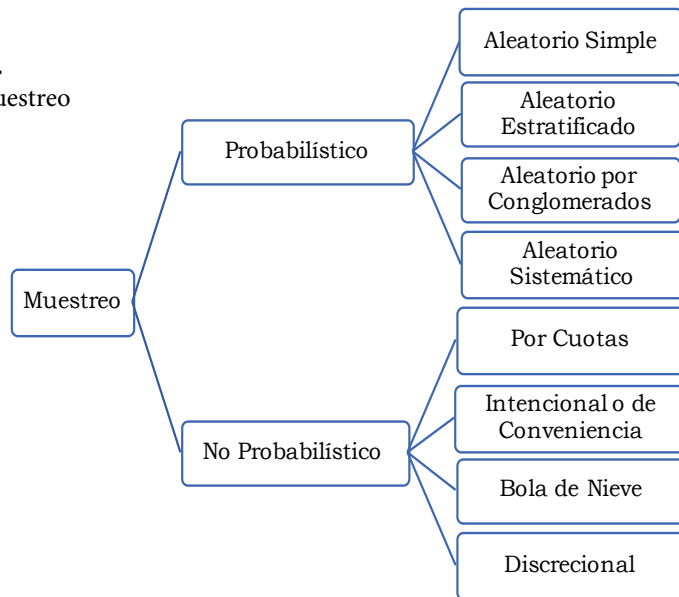 uestreo
Muestreo
Probabilístico
Aleatorio Simple
Aleatorio
Estratificado
Aleatorio por
Conglomerados
Aleatorio
Sistemático
No Probabilístico
Por Cuotas
Intencional o de
Conveniencia
Bola de Nieve
Discrecional